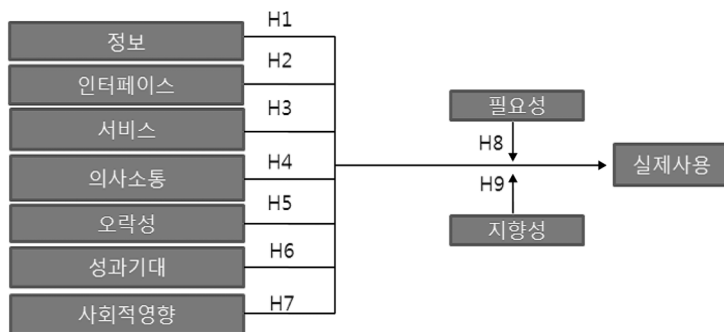 H1
정보
H2
인터페이스
H3
서비스
H4
의사소통
H5
오락성
H6
성과기대
H7
사회적영향
필요성
H8
실제사용
H9
지향성